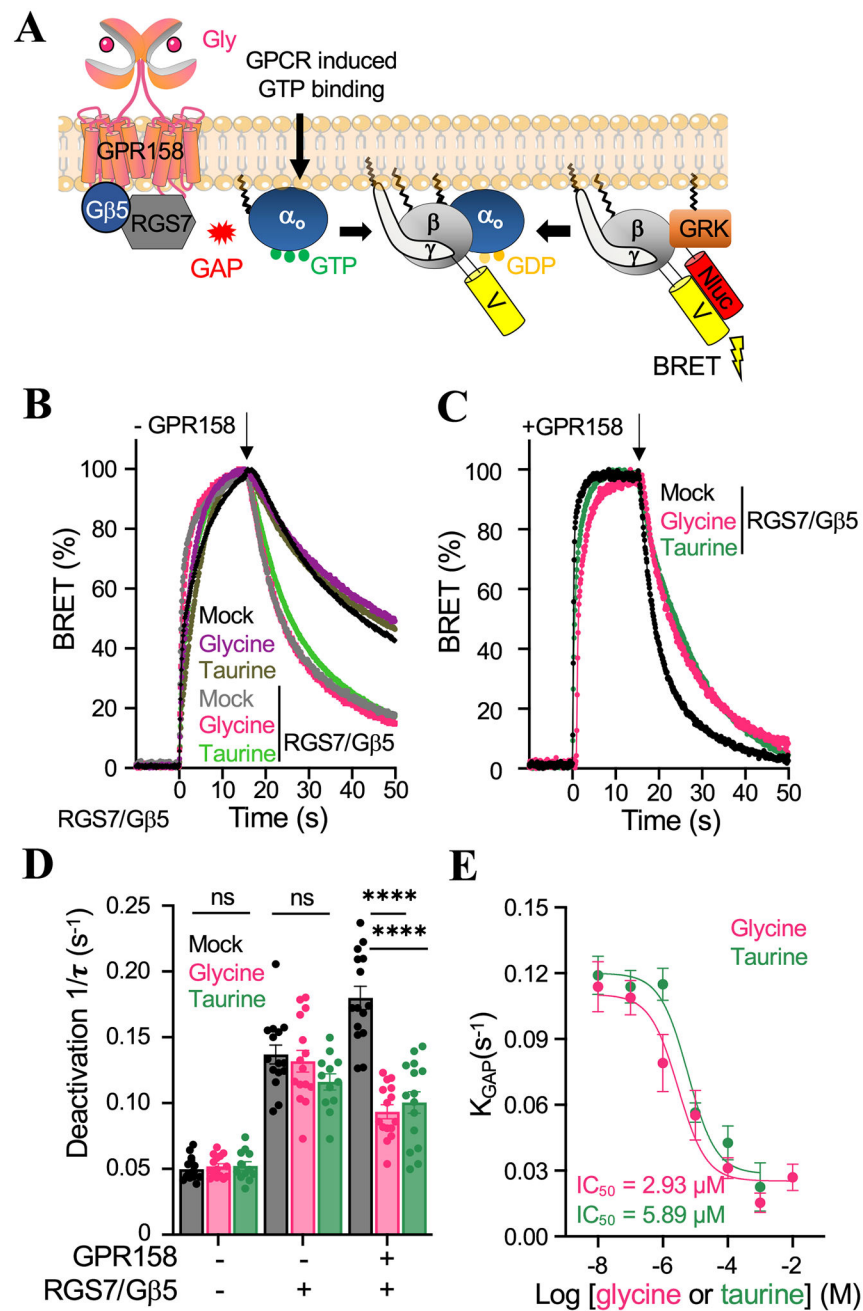 A
Gly
GPCR induced
GTP binding
GPR158
Gβ5
RGS7
GAP
αo
GTP
β
γ
αo
GDP
V
β
γ
GRK
Nluc
V
BRET
B
- GPR158
BRET (%)
100
80
60
40
20
0
Mock
Glycine
Taurine
Mock
Glycine
Taurine
RGS7/Gβ5
0 10 20 30 40 50
RGS7/Gβ5
Time (s)
C
+GPR158
BRET (%)
100
80
60
40
20
0
Mock
Glycine
Taurine
RGS7/Gβ5
0 10 20 30 40 50
Time (s)
D
Deactivation 1/τ (s-1)
0.25
0.20
0.15
0.10
0.05
0
ns
ns
****
****
Mock
Glycine
Taurine
GPR158 - - +
RGS7/Gβ5 - + +
E
KGAP(s-1)
0.15
0.12
0.09
0.06
0.03
0.00
Glycine
Taurine
IC50 = 2.93 µM
IC50 = 5.89 µM
-8 -6 -4 -2
Log [glycine or taurine] (M)